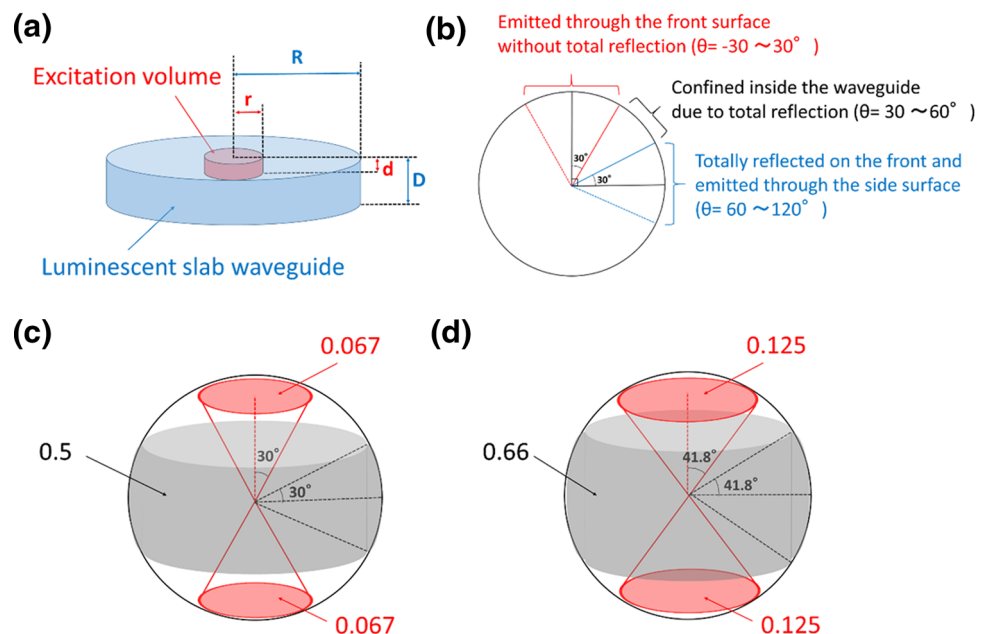 (a)
R
Excitation volume
r
d
D
Luminescent slab waveguide
(b)
Emitted through the front surface
without total reflection (θ= -30 ~30°)
Confined inside the waveguide
due to total reflection (θ= 30 ~60°)
30°
30°
Totally reflected on the front and
emitted through the side surface
(θ= 60 ~120°)
(c)
0.067
0.5
30°
30°
0.067
(d)
0.125
0.66
41.8°
41.8°
0.125